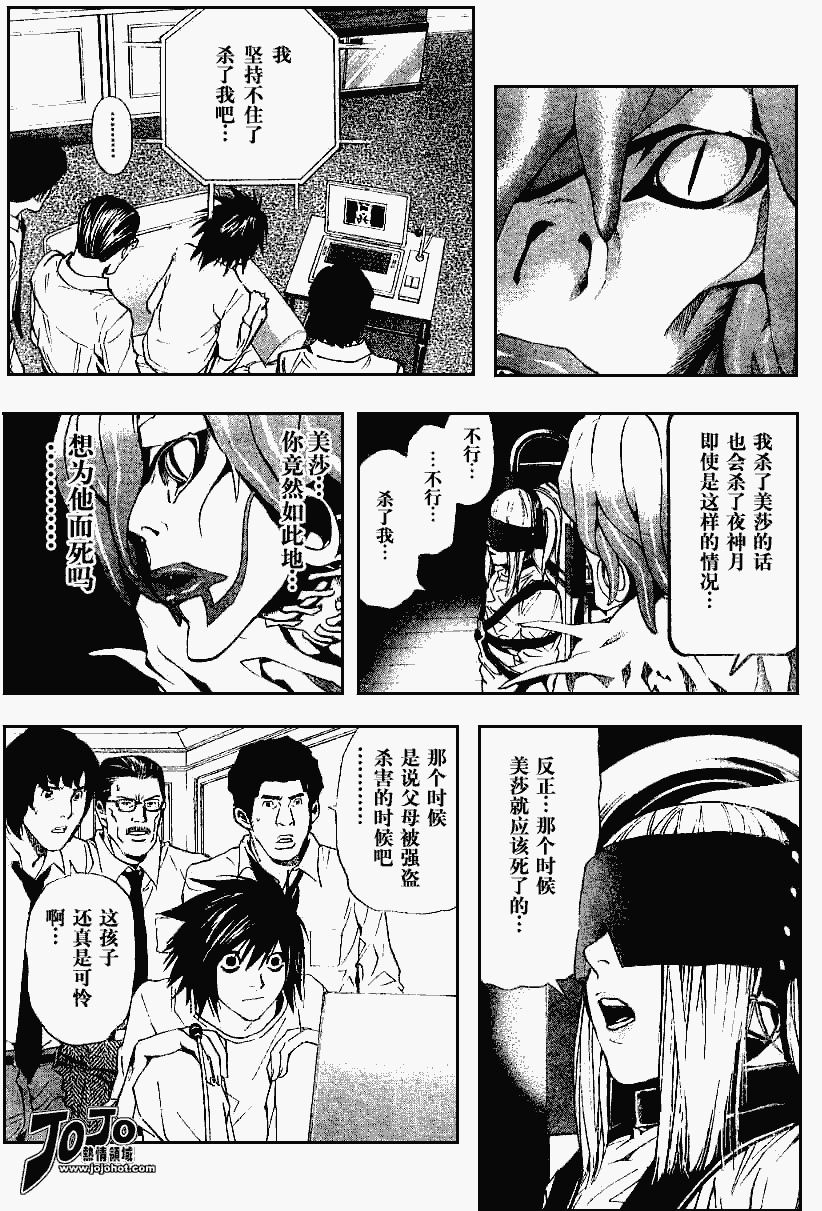 我
坚持不住了
杀了我吧…
………
我杀了美莎的话
也会杀了夜神月
即使是这样的情况…
不行…
…不行…
杀了我…
美莎…
你竟然如此地…
想为他而死吗
…………
反正…那个时候
美莎就应该死了的…
那个时候
是说父母被强盗
杀害的时候吧
…………
这孩子
还真是可怜
啊…
JOJO
熱情領域
www.jojohot.com